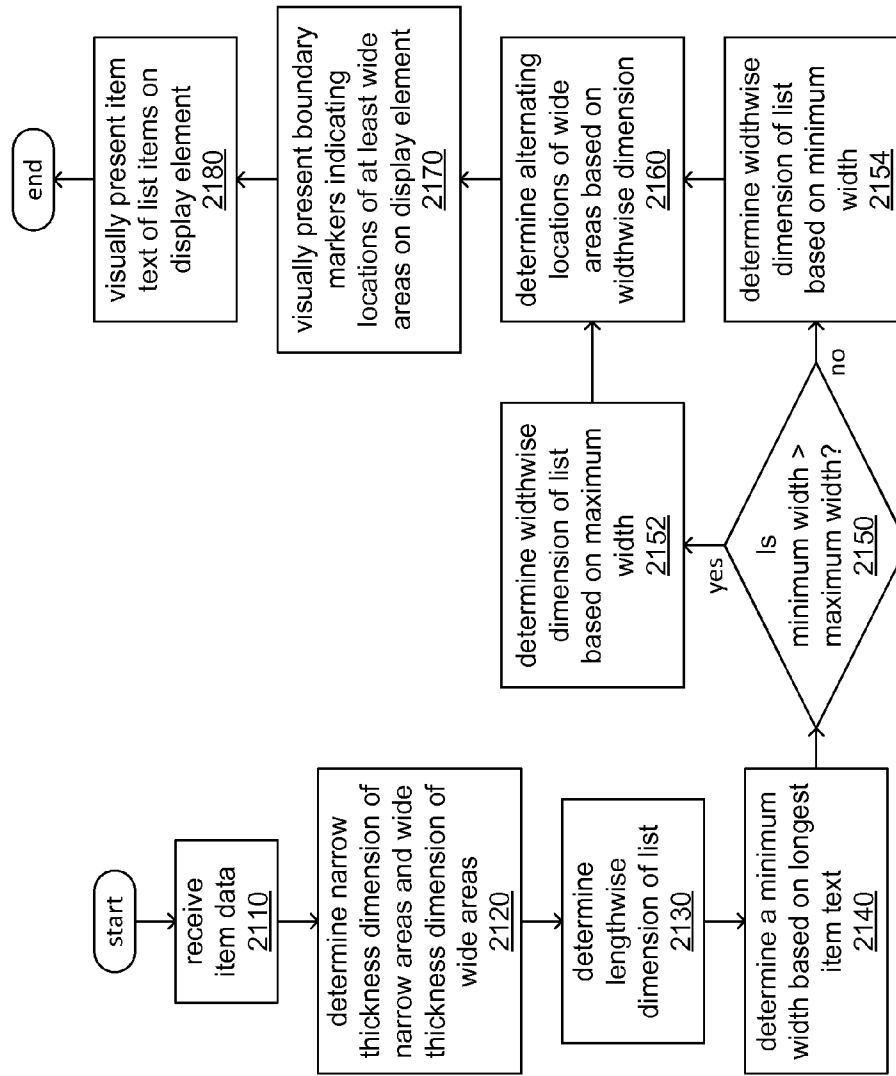 start
receive
item data
2110
determine narrow
thickness dimension of
narrow areas and wide
thickness dimension of
wide areas
2120
determine
lengthwise
dimension of list
2130
determine a minimum
width based on longest
item text
2140
Is
minimum width >
maximum width?
2150
yes
no
determine widthwise
dimension of list
based on maximum
width
2152
determine widthwise
dimension of list
based on minimum
width
2154
determine alternating
locations of wide
areas based on
widthwise dimension
2160
visually present boundary
markers indicating
locations of at least wide
areas on display element
2170
visually present item
text of list items on
display element
2180
end